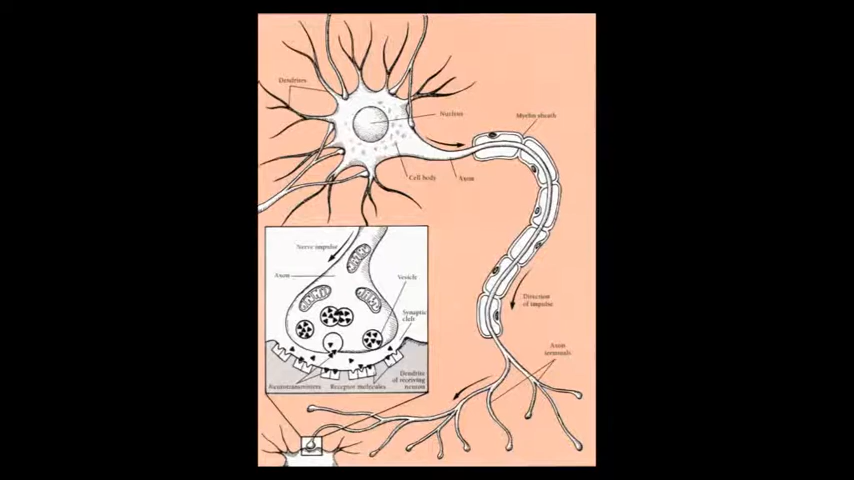 Dendrites
Nucleus
Myelin sheath
Cell body
Axon
Nerve impulse
Axon
Vesicle
Synaptic
cleft
Direction
of impulse
Axon
terminals
Neurotransmitters
Receptor molecules
Dendrite
of receiving
neuron